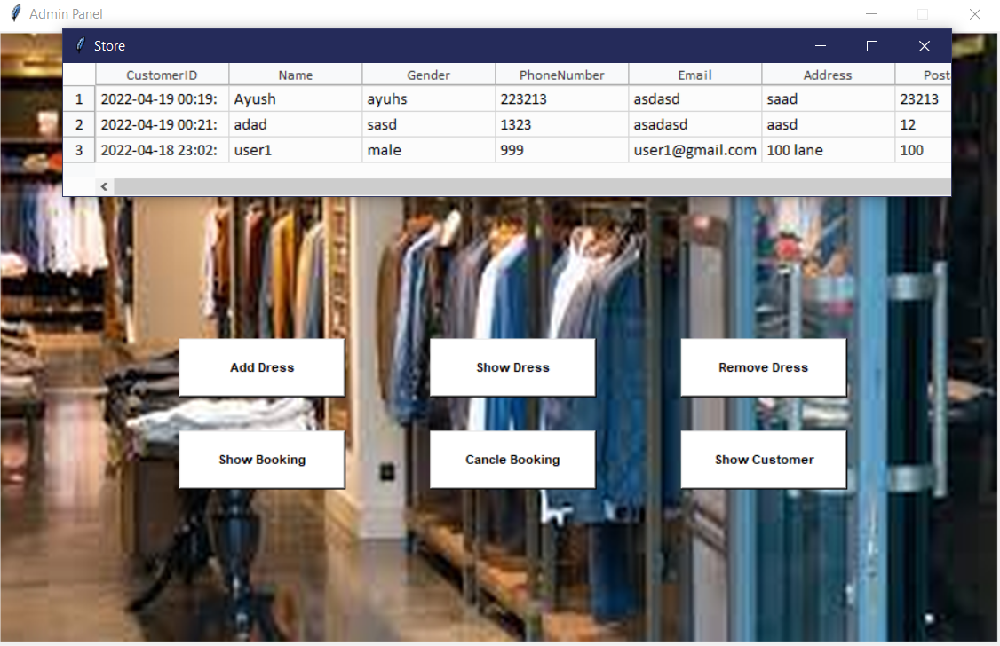 Admin Panel
Store
CustomerID Name Gender PhoneNumber Email Address Post
1 2022-04-19 00:19: Ayush ayuhs 223213 asdasd saad 23213
2 2022-04-19 00:21: adad sasd 1323 asadasd aasd 12
3 2022-04-18 23:02: user1 male 999 user1@gmail.com 100 lane 100
Add Dress Show Dress Remove Dress
Show Booking Cancle Booking Show Customer